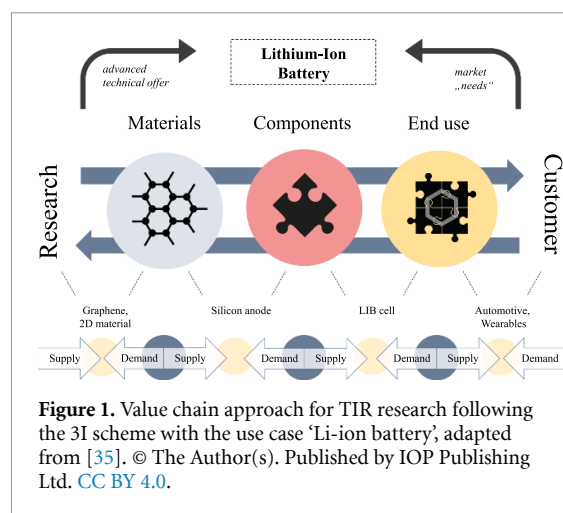 Lithium-Ion
Battery
advanced
technical offer
market
„needs“
Materials
Components
End use
Research
Customer
Graphene,
2D material
Silicon anode
LIB cell
Automotive,
Wearables
Supply
Demand
Supply
Demand
Supply
Demand
Supply
Demand
Figure 1. Value chain approach for TIR research following
the 3I scheme with the use case ‘Li-ion battery’, adapted
from [35]. © The Author(s). Published by IOP Publishing
Ltd. CC BY 4.0.